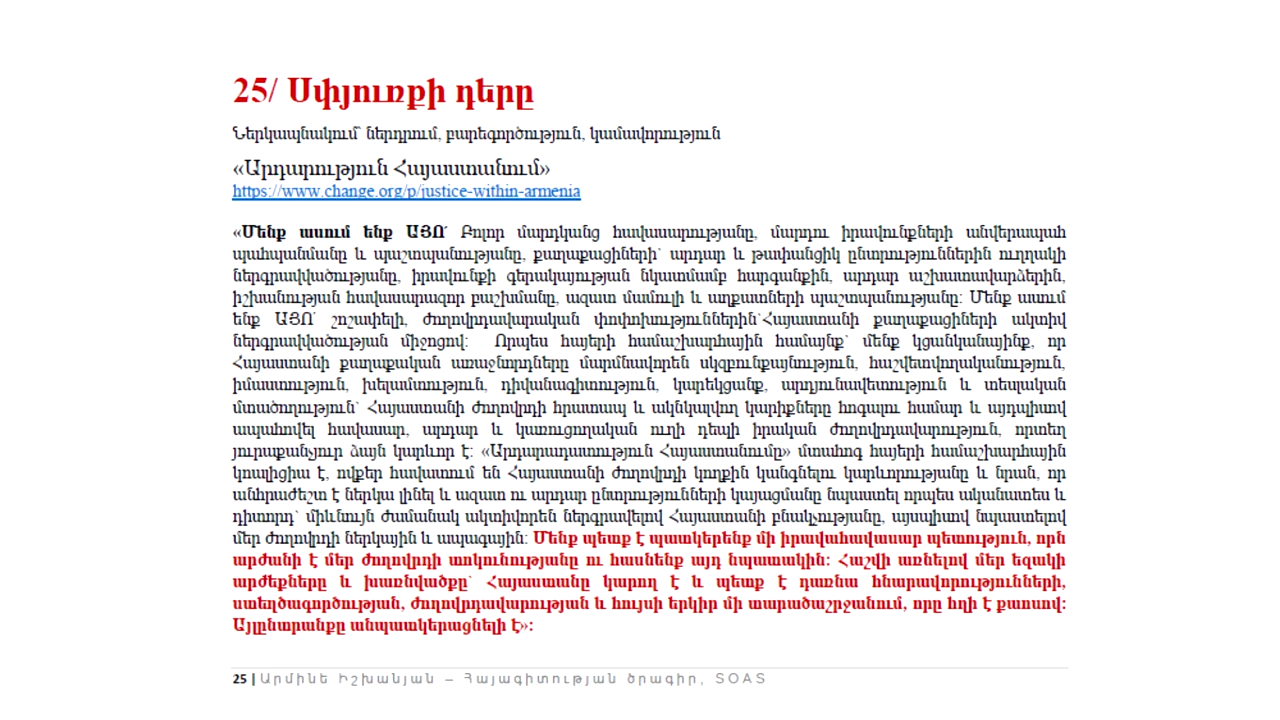 25/ Սփյուռքի դերը
Ներկապնակում՝ ներդրում, բարեգործություն, կամավորություն
«Արդարություն Հայաստանում»
https://www.change.org/p/justice-within-armenia
«Մենք ասում ենք ԱՅՈ՛ Բոլոր մարդկանց հավասարությանը, մարդու իրավունքների անվերապահ
պահպանմանը և պաշտպանությանը, քաղաքացիների՝ արդար և թափանցիկ ընտրություններին ուղղակի
ներգրավվածությանը, իրավունքի գերակայության նկատմամբ հարգանքին, արդար աշխատավարձերին,
իշխանության հավասարազոր բաշխմանը, ազատ մամուլի և աղքատների պաշտպանությանը: Մենք ասում
ենք ԱՅՈ՛ շոշափելի, ժողովրդավարական փոփոխություններին՝Հայաստանի քաղաքացիների ակտիվ
ներգրավվածության միջոցով: Որպես հայերի համաշխարհային համայնք՝ մենք կցանկանայինք, որ
Հայաստանի քաղաքական առաջնորդները մարմնավորեն սկզբունքայնություն, հաշվետվողականություն,
իմաստություն, խելամտություն, դիվանագիտություն, կարեկցանք, արդյունավետություն և տեսլական
մտածողություն՝ Հայաստանի ժողովրդի հրատապ և ակնկալվող կարիքները հոգալու համար և այդպիսով
ապահովել հավասար, արդար և կառուցողական ուղի դեպի իրական ժողովրդավարություն, որտեղ
յուրաքանչյուր ձայն կարևոր է: «Արդարադատություն Հայաստանումը» մտահոգ հայերի համաշխարհային
կոալիցիա է, ովքեր հավատում են Հայաստանի ժողովրդի կողքին կանգնելու կարևորությանը և նրան, որ
անհրաժեշտ է ներկա լինել և ազատ ու արդար ընտրությունների կայացմանը նպաստել որպես ականատես և
դիտորդ՝ միևնույն ժամանակ ակտիվորեն ներգրավելով Հայաստանի բնակչությանը, այսպիսով նպաստելով
մեր ժողովրդի ներկային և ապագային: Մենք պետք է պատկերենք մի իրավահավասար պետություն, որն
արժանի է մեր ժողովրդի տոկունությանը ու հասնենք այդ նպատակին: Հաշվի առնելով մեր եզակի
արժեքները և խառնվածքը՝ Հայաստանը կարող է և պետք է դառնա հնարավորությունների,
ստեղծագործության, ժողովրդավարության և հույսի երկիր մի տարածաշրջանում, որը հղի է քաոսով:
Այլընտրանքը անպատկերացնելի է»:
25 | Արմինե Իշխանյան – Հայագիտության ծրագիր, SOAS